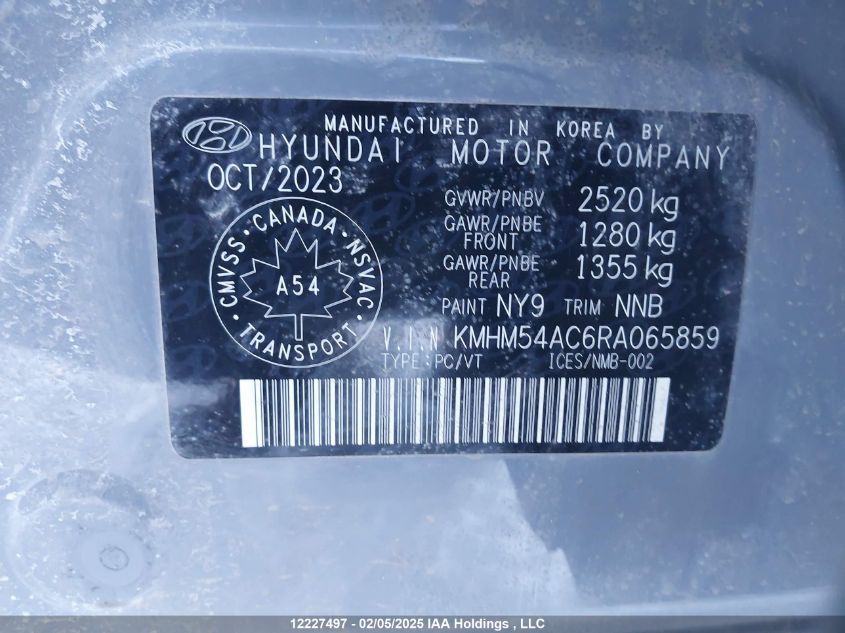 MANUFACTURED IN KOREA BY
HYUNDAI MOTOR COMPANY
OCT/2023
GVWR/PNBV 2520 kg
GAWR/PNBE FRONT 1280 kg
GAWR/PNBE REAR 1355 kg
CANADA
CMVSS
NSVAC
A54
TRANSPORT
PAINT NY9 TRIM NNB
V.I.N KMHM54AC6RA065859
TYPE:PC/VT ICES/NMB-002
12227497 - 02/05/2025 IAA Holdings , LLC